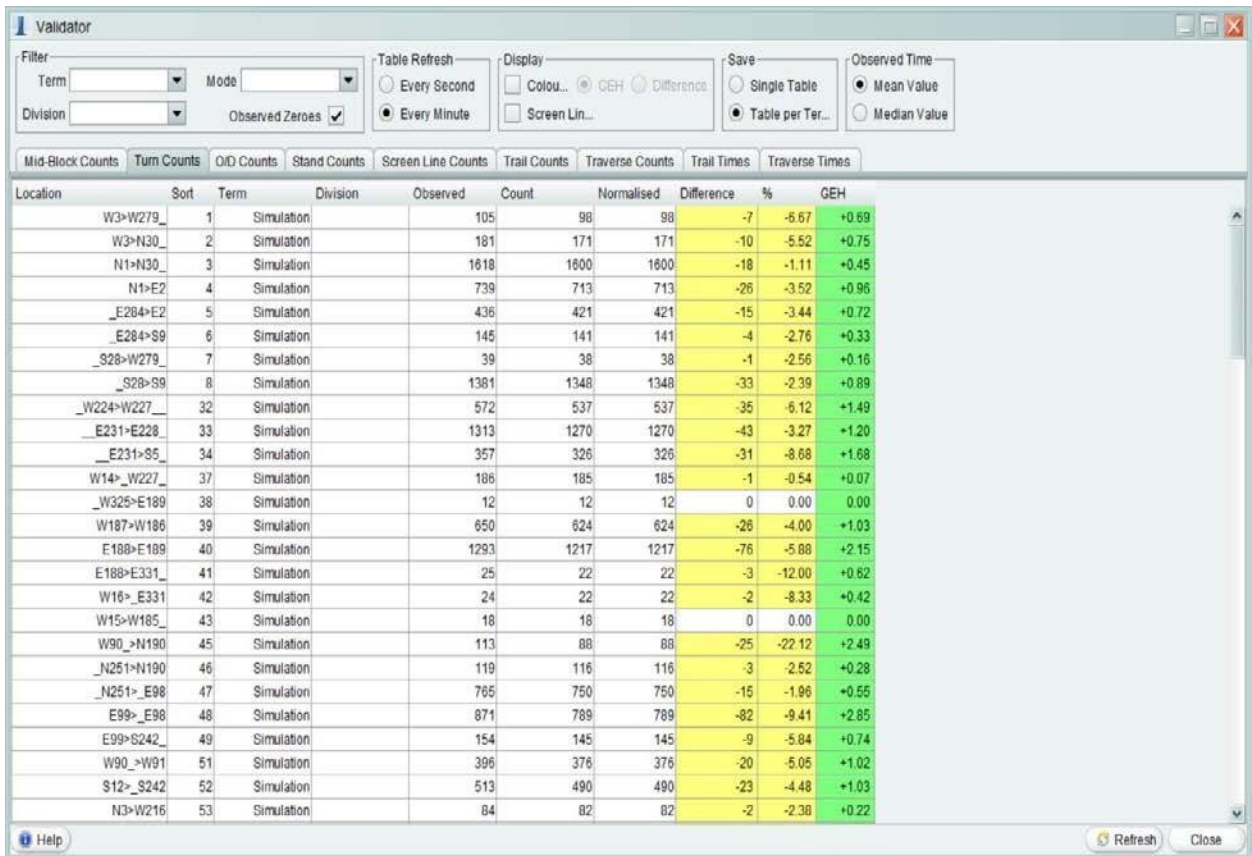 Validator
Filter
Term
Mode
Division
Observed Zeroes
Table Refresh
Every Second
Every Minute
Display
Colou... GEH Difference
Screen Lin...
Save
Single Table
Table per Ter...
Observed Time
Mean Value
Median Value
Mid-Block Counts Turn Counts O/D Counts Stand Counts Screen Line Counts Trail Counts Traverse Counts Trail Times Traverse Times
Location Sort Term Division Observed Count Normalised Difference % GEH
W3>W279_ 1 Simulation 105 98 98 -7 -6.67 +0.69
W3>N30_ 2 Simulation 181 171 171 -10 -5.52 +0.75
N1>N30_ 3 Simulation 1618 1600 1600 -18 -1.11 +0.45
N1>E2 4 Simulation 739 713 713 -26 -3.52 +0.96
_E284>E2 5 Simulation 436 421 421 -15 -3.44 +0.72
_E284>S9 6 Simulation 145 141 141 -4 -2.76 +0.33
_S28>W279_ 7 Simulation 39 38 38 -1 -2.56 +0.16
_S28>S9 8 Simulation 1381 1348 1348 -33 -2.39 +0.89
_W224>W227__ 32 Simulation 572 537 537 -35 -6.12 +1.49
__E231>E228_ 33 Simulation 1313 1270 1270 -43 -3.27 +1.20
__E231>S5_ 34 Simulation 357 326 326 -31 -8.68 +1.68
W14>_W227_ 37 Simulation 186 185 185 -1 -0.54 +0.07
_W325>E189 38 Simulation 12 12 12 0 0.00 0.00
W187>W186 39 Simulation 650 624 624 -26 -4.00 +1.03
E188>E189 40 Simulation 1293 1217 1217 -76 -5.88 +2.15
E188>E331_ 41 Simulation 25 22 22 -3 -12.00 +0.62
W16>_E331 42 Simulation 24 22 22 -2 -8.33 +0.42
W15>W185_ 43 Simulation 18 18 18 0 0.00 0.00
W90_>N190 45 Simulation 113 88 88 -25 -22.12 +2.49
_N251>N190 46 Simulation 119 116 116 -3 -2.52 +0.28
_N251>_E98 47 Simulation 765 750 750 -15 -1.96 +0.55
E99>_E98 48 Simulation 871 789 789 -82 -9.41 +2.85
E99>S242_ 49 Simulation 154 145 145 -9 -5.84 +0.74
W90_>W91 51 Simulation 396 376 376 -20 -5.05 +1.02
S12>_S242 52 Simulation 513 490 490 -23 -4.48 +1.03
N3>W216 53 Simulation 84 82 82 -2 -2.38 +0.22
Help Refresh Close